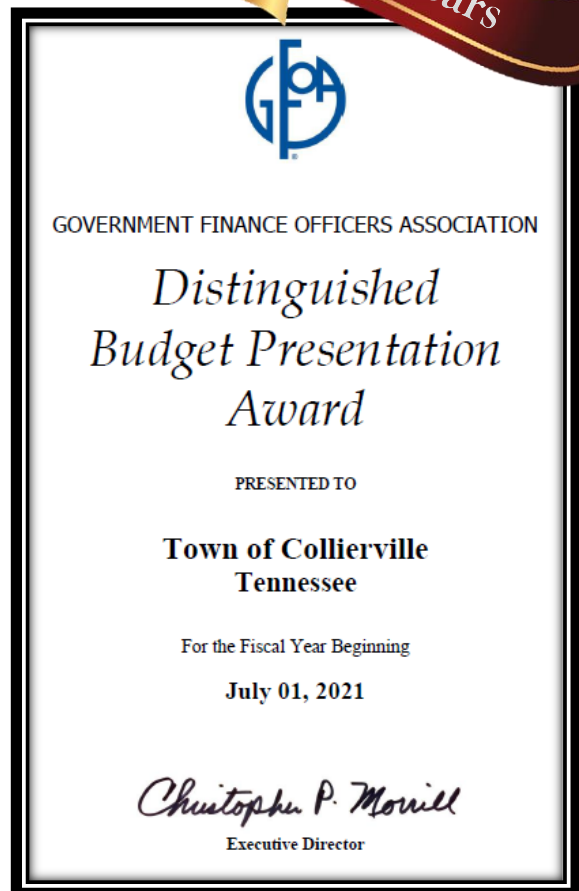 GFOA
GOVERNMENT FINANCE OFFICERS ASSOCIATION
Distinguished
Budget Presentation
Award
PRESENTED TO
Town of Collierville
Tennessee
For the Fiscal Year Beginning
July 01, 2021
Christopher P. Morrill
Executive Director